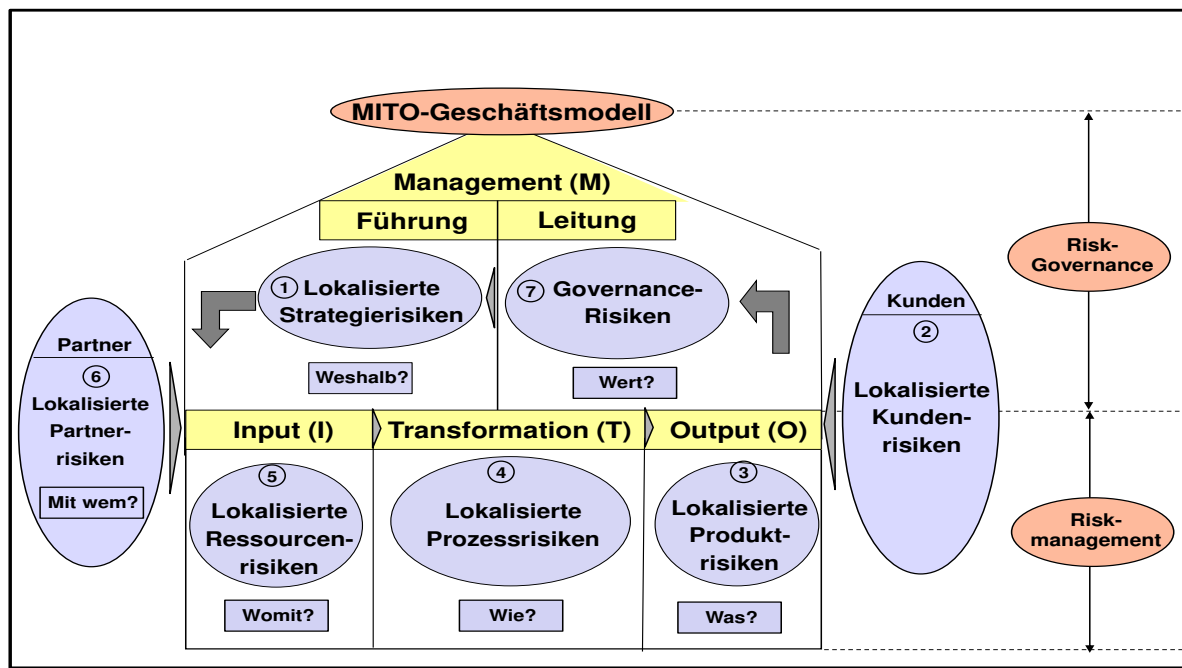 MITO-Geschäftsmodell
Management (M)
Führung
Leitung
1 Lokalisierte
Strategierisiken
7 Governance-
Risiken
Weshalb?
Wert?
Partner
6
Lokalisierte
Partner-
risiken
Mit wem?
Kunden
2
Lokalisierte
Kunden-
risiken
Input (I)
Transformation (T)
Output (O)
5
Lokalisierte
Ressourcen-
risiken
Womit?
4
Lokalisierte
Prozessrisiken
Wie?
3
Lokalisierte
Produkt-
risiken
Was?
Risk-
Governance
Risk-
management